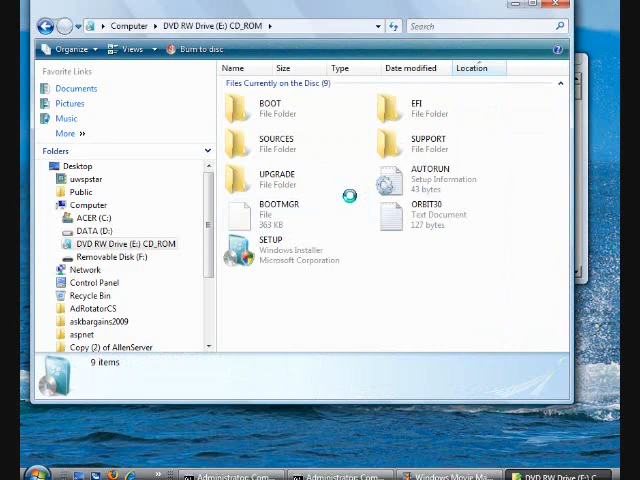 Computer ▸ DVD RW Drive (E:) CD_ROM ▸
Search
Organize
Views
Burn to disc
Favorite Links
Documents
Pictures
Music
More »
Folders
Desktop
uwspstar
Public
Computer
ACER (C:)
DATA (D:)
DVD RW Drive (E:) CD_ROM
Removable Disk (F:)
Network
Control Panel
Recycle Bin
AdRotatorCS
askbargains2009
aspnet
Copy (2) of AllenServer
Name Size Type Date modified Location
Files Currently on the Disc (9)
BOOT
File Folder
EFI
File Folder
SOURCES
File Folder
SUPPORT
File Folder
UPGRADE
File Folder
AUTORUN
Setup Information
43 bytes
BOOTMGR
File
363 KB
ORBIT30
Text Document
127 bytes
SETUP
Windows Installer
Microsoft Corporation
9 items
Administrator: Com...
Administrator: Com...
Windows Movie Ma...
DVD RW Drive (E:) C...